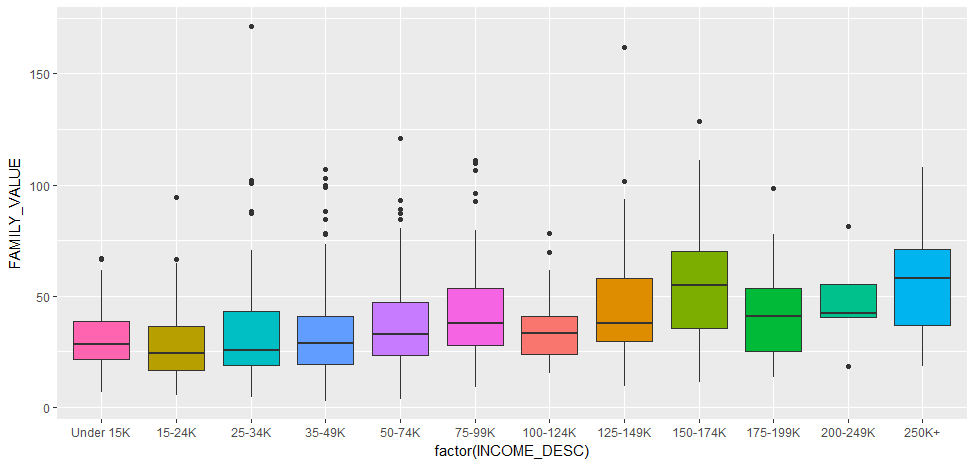 FAMILY_VALUE
150
100
50
0
Under 15K 15-24K 25-34K 35-49K 50-74K 75-99K 100-124K 125-149K 150-174K 175-199K 200-249K 250K+
factor(INCOME_DESC)